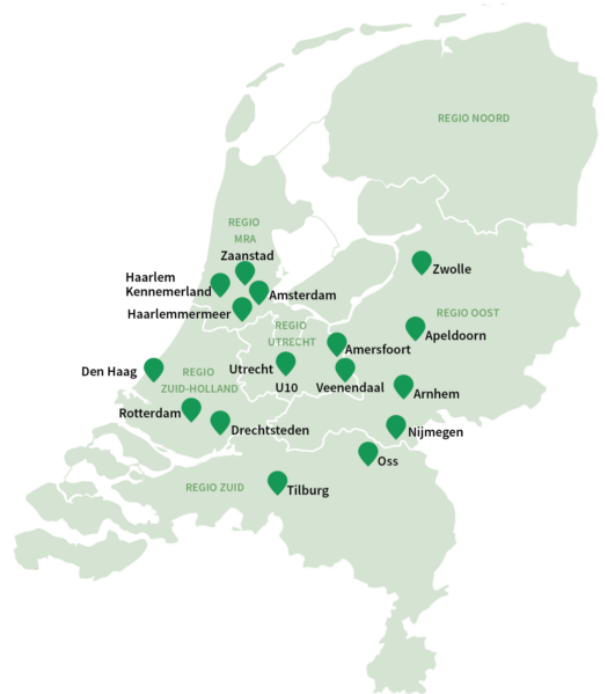 REGIO NOORD
REGIO
MRA
Zaanstad
Zwolle
Haarlem
Kennemerland
Amsterdam
Haarlemmermeer
REGIO OOST
REGIO
UTRECHT
Apeldoorn
Amersfoort
Den Haag
REGIO
ZUID-HOLLAND
Utrecht
U10
Veenendaal
Arnhem
Rotterdam
Drechtsteden
Nijmegen
Oss
REGIO ZUID
Tilburg